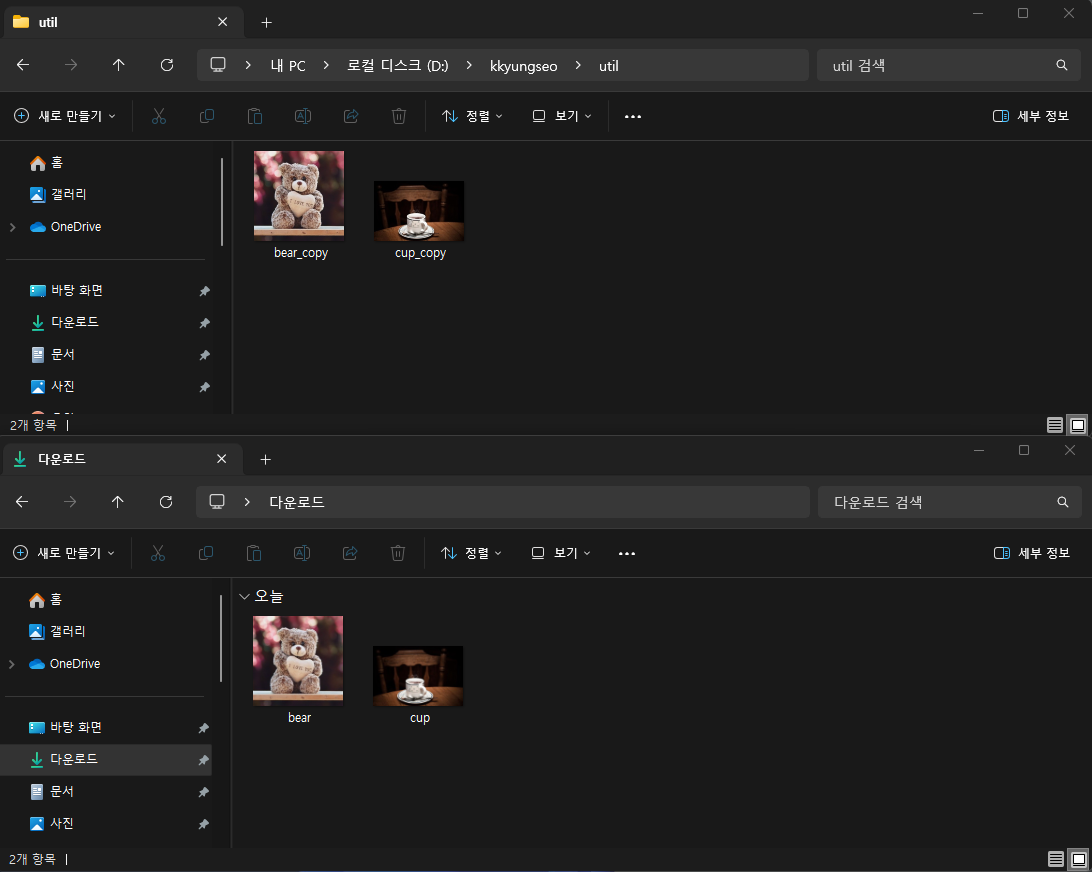 util
내 PC > 로컬 디스크 (D:) > kkyungseo > util
util 검색
새로 만들기
정렬
보기
세부 정보
홈
갤러리
OneDrive
바탕 화면
다운로드
문서
사진
bear_copy
cup_copy
2개 항목
다운로드
> 다운로드
다운로드 검색
새로 만들기
정렬
보기
세부 정보
홈
갤러리
OneDrive
바탕 화면
다운로드
문서
사진
오늘
bear
cup
2개 항목